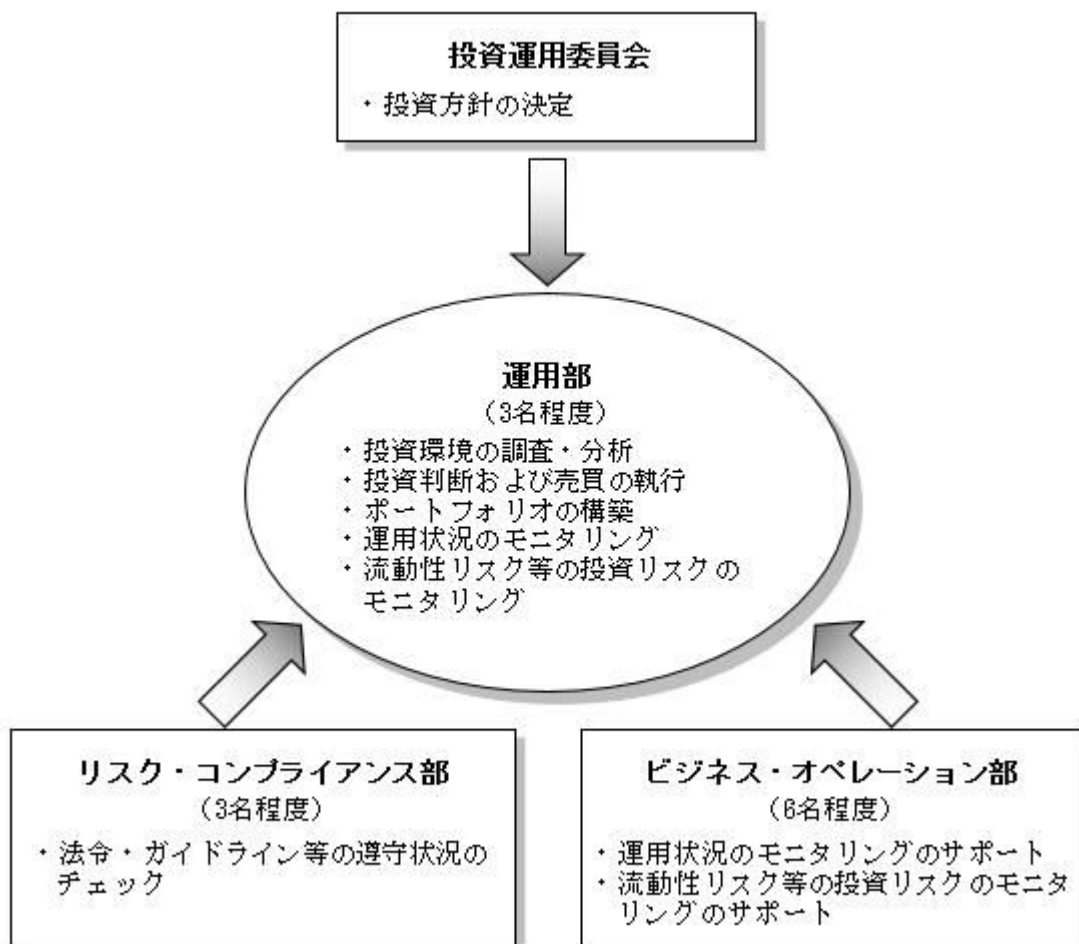 投資運用委員会
・投資方針の決定
運用部
(3名程度)
・投資環境の調査・分析
・投資判断および売買の執行
・ポートフォリオの構築
・運用状況のモニタリング
・流動性リスク等の投資リスクの
モニタリング
リスク・コンプライアンス部
(3名程度)
・法令・ガイドライン等の遵守状況の
チェック
ビジネス・オペレーション部
(6名程度)
・運用状況のモニタリングのサポート
・流動性リスク等の投資リスクのモニタ
リングのサポート